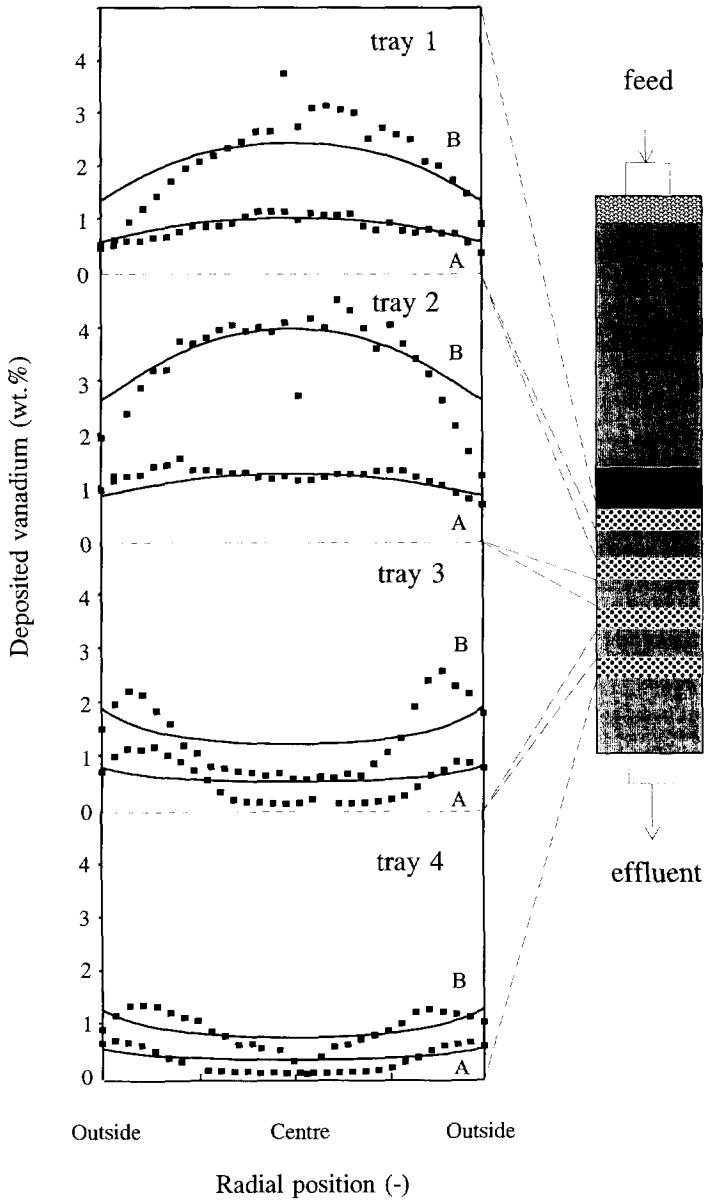 tray 1
4
3
2
1
0
B
A
tray 2
4
3
2
1
0
B
A
tray 3
4
3
2
1
0
B
A
tray 4
4
3
2
1
0
B
A
Deposited vanadium (wt.%)
Outside
Centre
Outside
Radial position (-)
feed
effluent